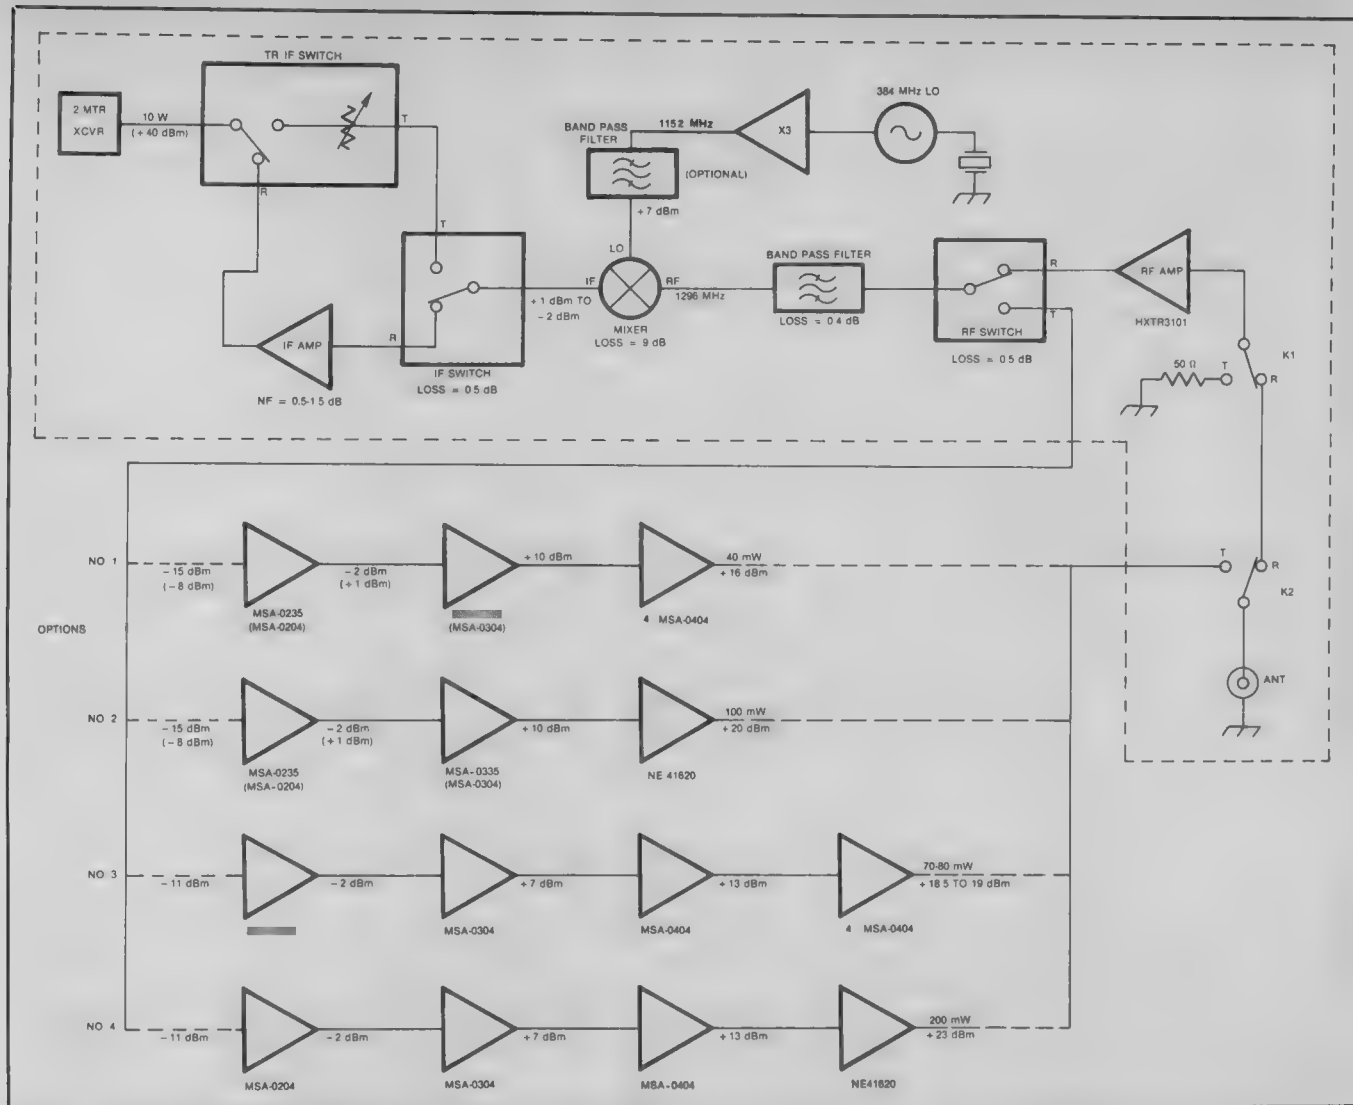 TR IF SWITCH
2 MTR
XCVR
10 W
(+ 40 dBm)
T
R
BAND PASS
FILTER
(OPTIONAL)
+ 7 dBm
1152 MHz
X3
384 MHz LO
LO
IF
RF
1296 MHz
+ 1 dBm TO
- 2 dBm
MIXER
LOSS = 9 dB
T
R
IF SWITCH
LOSS = 0.5 dB
IF AMP
NF = 0.5-1.5 dB
BAND PASS FILTER
LOSS = 0.4 dB
R
T
RF SWITCH
LOSS = 0.5 dB
RF AMP
HXTR3101
50 Ω
T
R
K1
T
R
K2
ANT
OPTIONS
NO 1
- 15 dBm
(- 8 dBm)
MSA-0235
(MSA-0204)
- 2 dBm
(+ 1 dBm)
(MSA-0304)
+ 10 dBm
4 MSA-0404
40 mW
+ 16 dBm
NO 2
- 15 dBm
(- 8 dBm)
MSA-0235
(MSA-0204)
- 2 dBm
(+ 1 dBm)
MSA-0335
(MSA-0304)
+ 10 dBm
NE 41620
100 mW
+ 20 dBm
NO 3
- 11 dBm
- 2 dBm
MSA-0304
+ 7 dBm
MSA-0404
+ 13 dBm
4 MSA-0404
70-80 mW
+ 18.5 TO 19 dBm
NO 4
- 11 dBm
MSA-0204
- 2 dBm
MSA-0304
+ 7 dBm
MSA-0404
+ 13 dBm
NE41620
200 mW
+ 23 dBm